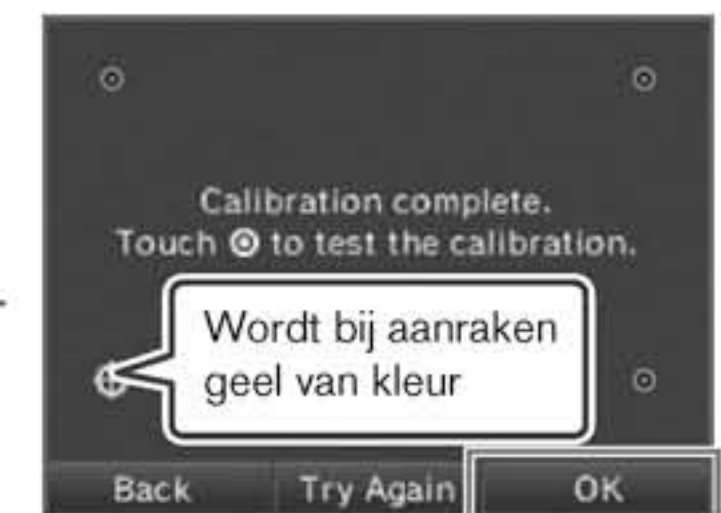 Calibration complete.
Touch ⊙ to test the calibration.
Wordt bij aanraken
geel van kleur
Back Try Again OK